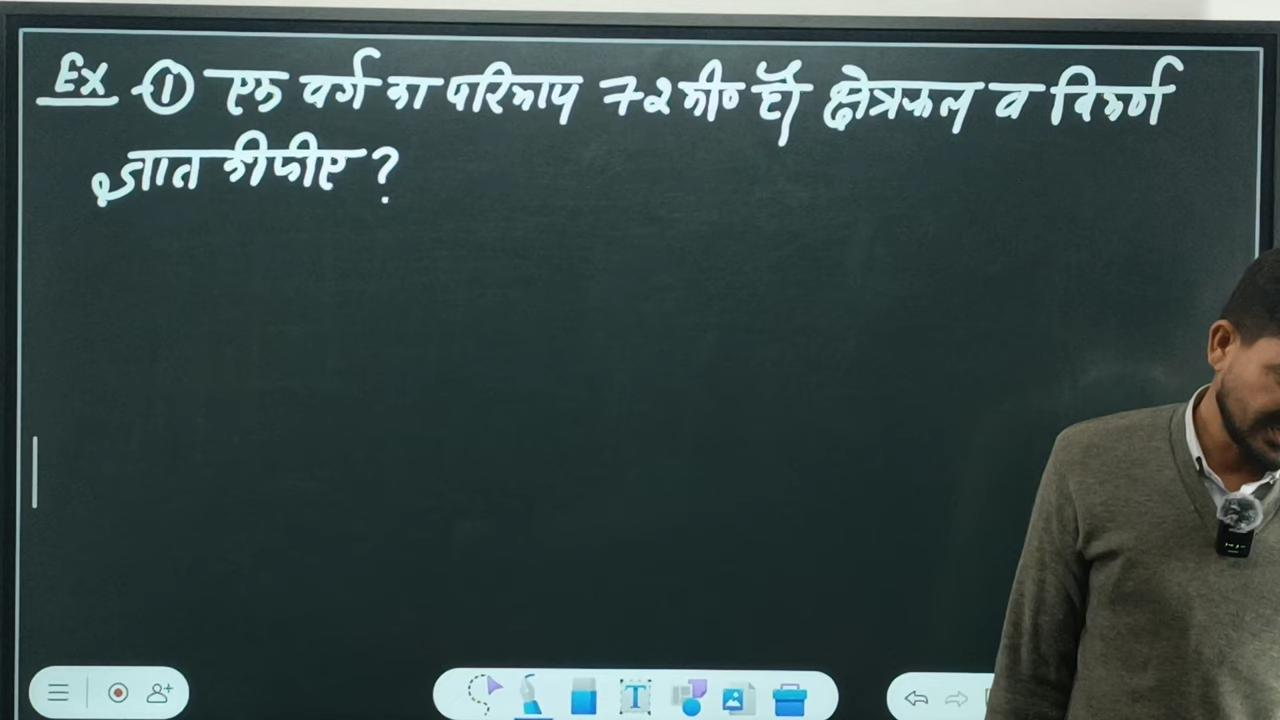 Ex ① एक वर्ग का परिमाप 72 मी० है। क्षेत्रफल व विकर्ण
ज्ञात कीजीए ?
T